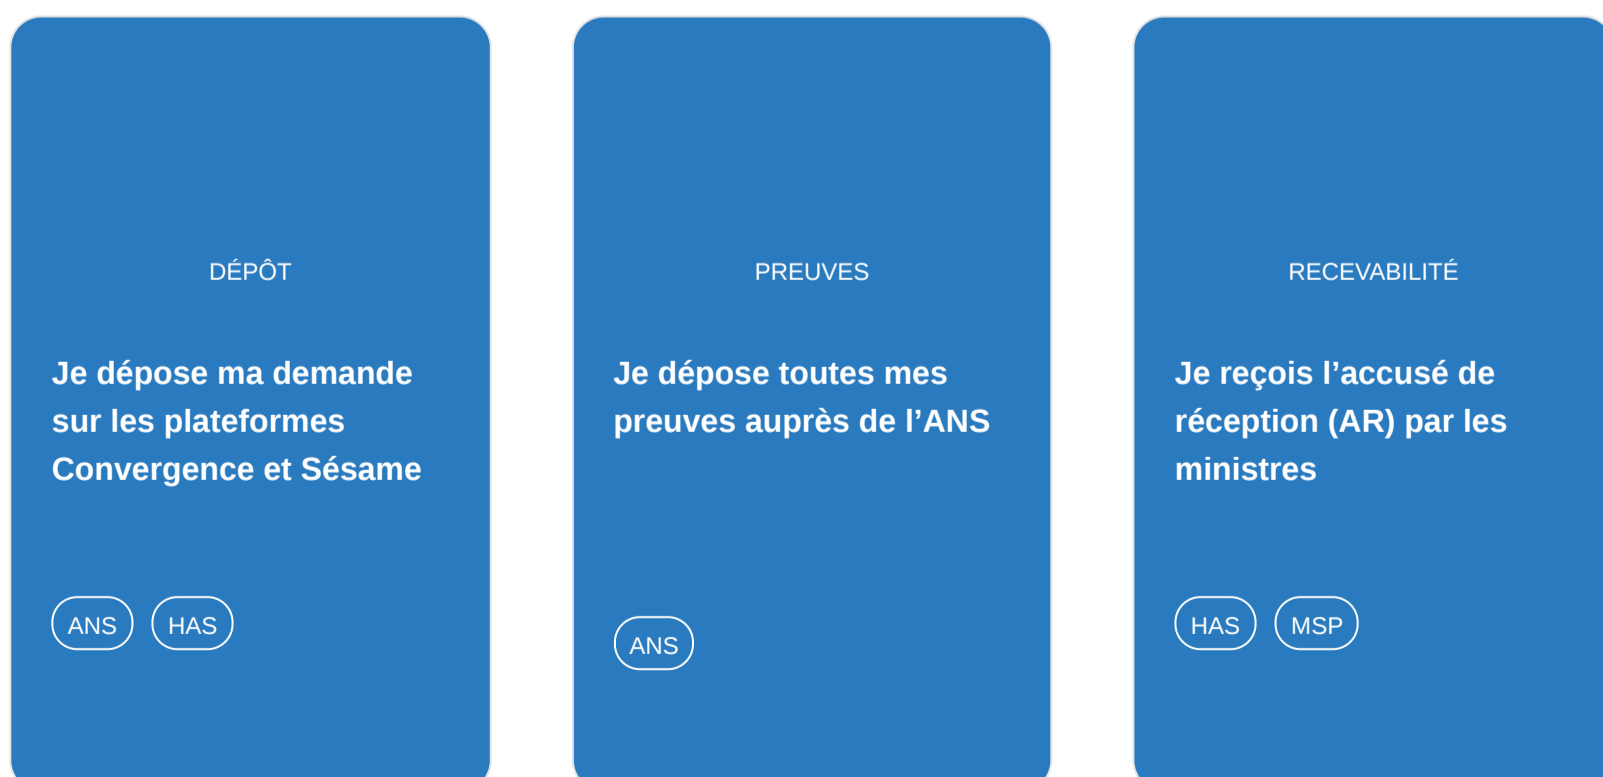 DÉPÔT
Je dépose ma demande
sur les plateformes
Convergence et Sésame
ANS
HAS
PREUVES
Je dépose toutes mes
preuves auprès de l’ANS
ANS
RECEVABILITÉ
Je reçois l’accusé de
réception (AR) par les
ministres
HAS
MSP